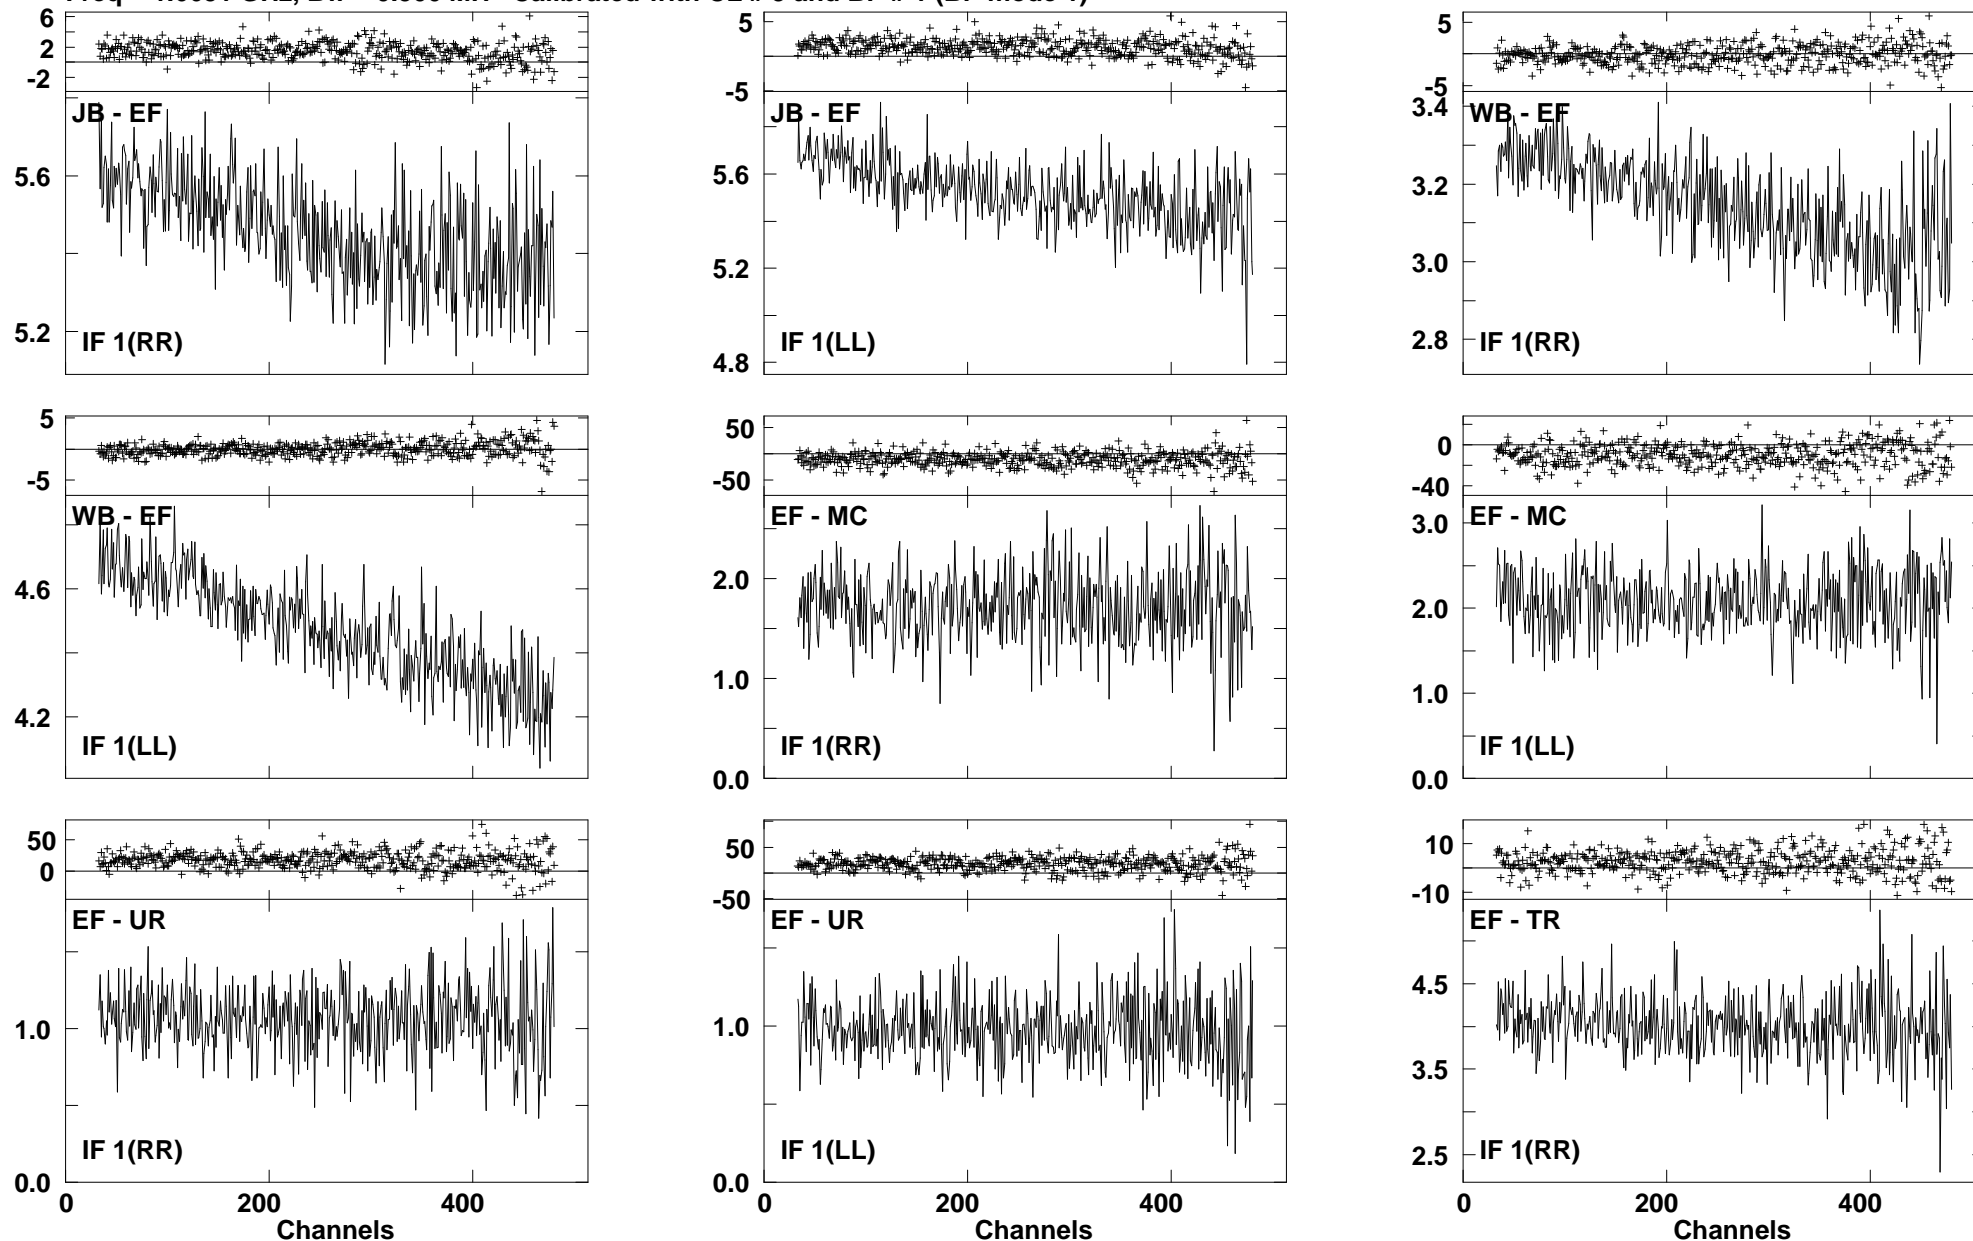 6
2
-2
JB - EF
5.6
5.2
IF 1(RR)
5
-5
JB - EF
5.6
5.2
4.8
IF 1(LL)
5
-5
WB - EF
3.4
3.2
3.0
2.8
IF 1(RR)
5
-5
WB - EF
4.6
4.2
IF 1(LL)
50
-50
EF - MC
2.0
1.0
0.0
IF 1(RR)
0
-40
EF - MC
3.0
2.0
1.0
0.0
IF 1(LL)
50
0
EF - UR
1.0
0.0
IF 1(RR)
0 200 400
Channels
50
-50
EF - UR
1.0
0.0
IF 1(LL)
0 200 400
Channels
10
-10
EF - TR
4.5
3.5
2.5
IF 1(RR)
0 200 400
Channels